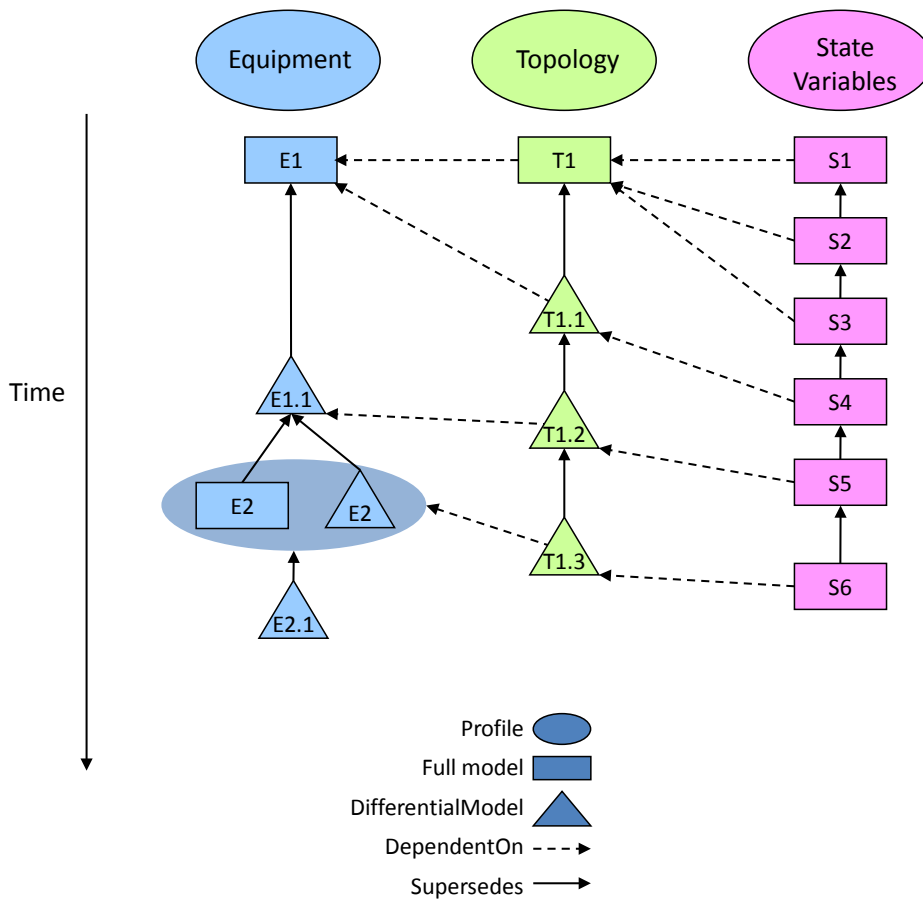 Equipment
Topology
State
Variables
E1
T1
S1
S2
T1.1
S3
Time
E1.1
S4
T1.2
S5
E2
E2
T1.3
S6
E2.1
Profile
Full model
DifferentialModel
DependentOn
Supersedes